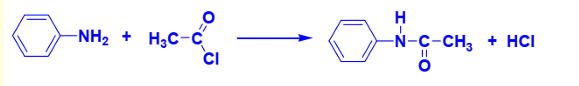 O H
NH₂ + H₃C C N C CH₃ + HCl
Cl O